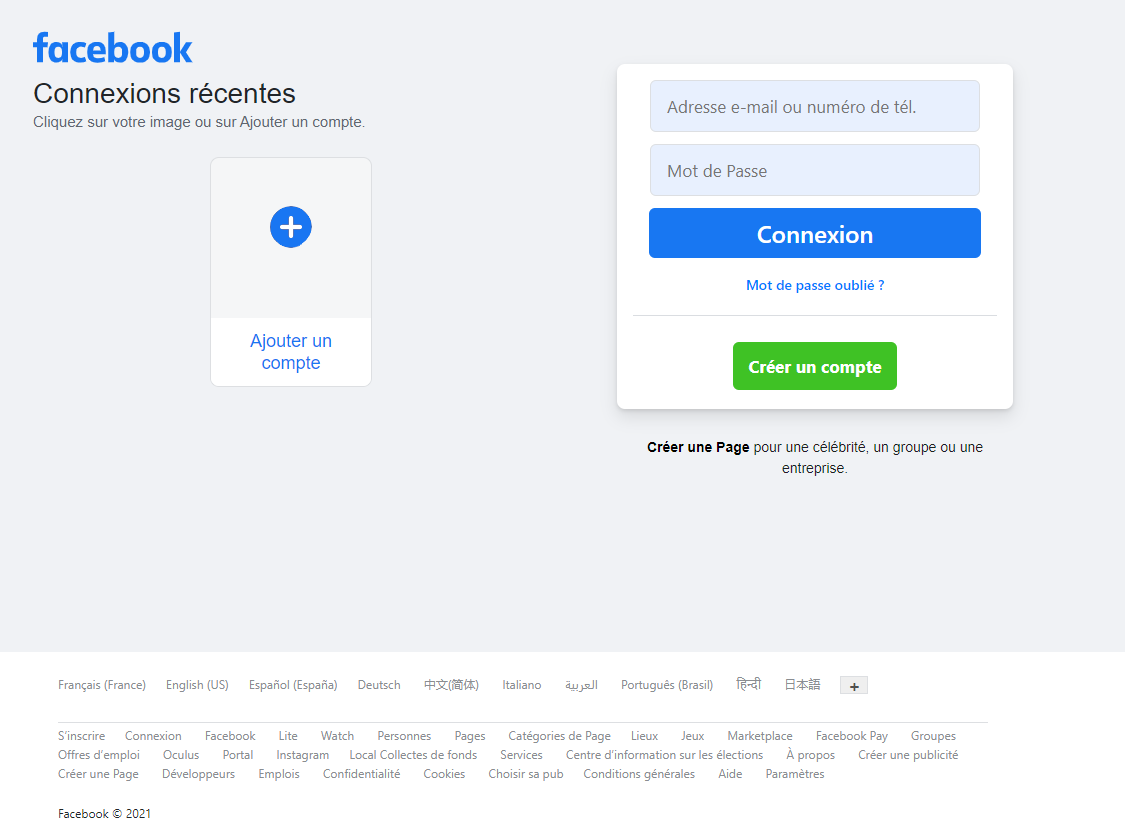 facebook
Connexions récentes
Cliquez sur votre image ou sur Ajouter un compte.
Ajouter un
compte
Adresse e-mail ou numéro de tél.
Mot de Passe
Connexion
Mot de passe oublié ?
Créer un compte
Créer une Page pour une célébrité, un groupe ou une
entreprise.
Français (France) English (US) Español (España) Deutsch 中文(简体) Italiano العربية Português (Brasil) हिन्दी 日本語 +
S'inscrire Connexion Facebook Lite Watch Personnes Pages Catégories de Page Lieux Jeux Marketplace Facebook Pay Groupes
Offres d'emploi Oculus Portal Instagram Local Collectes de fonds Services Centre d'information sur les élections À propos Créer une publicité
Créer une Page Développeurs Emplois Confidentialité Cookies Choisir sa pub Conditions générales Aide Paramètres
Facebook © 2021